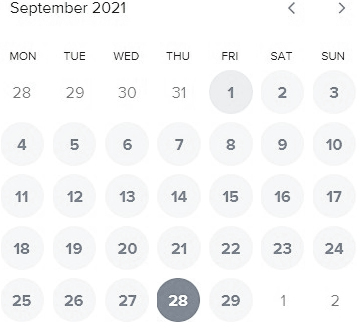 September 2021
MON TUE WED THU FRI SAT SUN
28 29 30 31 1 2 3
4 5 6 7 8 9 10
11 12 13 14 15 16 17
18 19 20 21 22 23 24
25 26 27 28 29 1 2